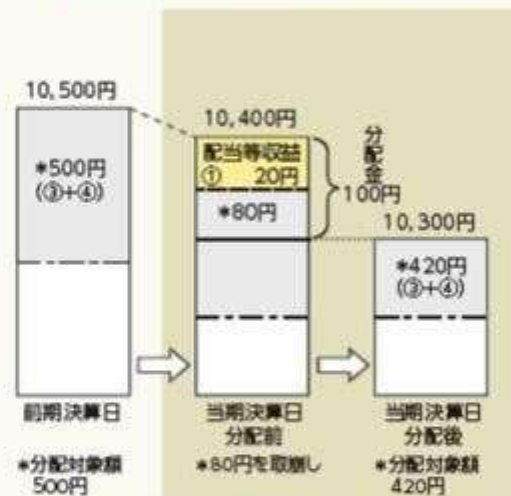 10,500円
*500円
(③+④)
10,400円
配当等収益
① 20円
*80円
分配金
100円
10,300円
*420円
(③+④)
前期決算日
当期決算日
分配前
当期決算日
分配後
*分配対象額
500円
*80円を取崩し
*分配対象額
420円